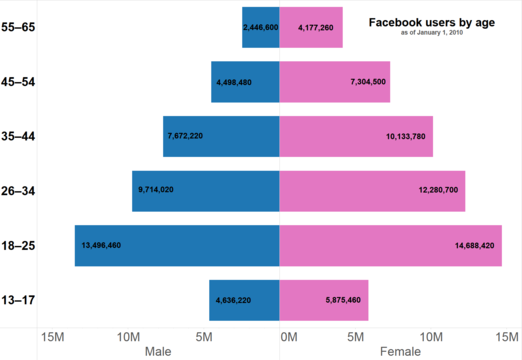 Facebook users by age
as of January 1, 2010
55–65 2,446,600 4,177,260
45–54 4,498,480 7,304,500
35–44 7,672,220 10,133,780
26–34 9,714,020 12,280,700
18–25 13,496,460 14,688,420
13–17 4,636,220 5,875,460
15M 10M 5M 0M 5M 10M 15M
Male Female